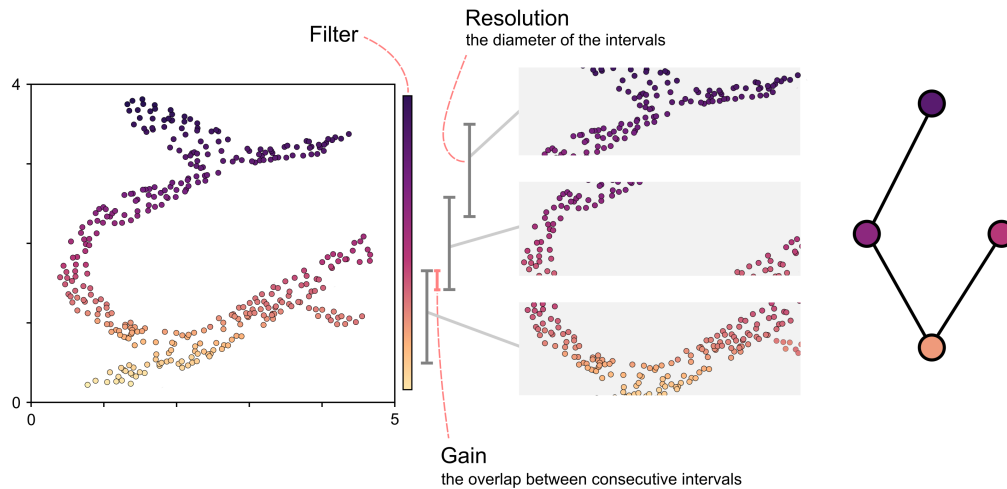 Resolution
the diameter of the intervals
Filter
4
0
0
5
Gain
the overlap between consecutive intervals